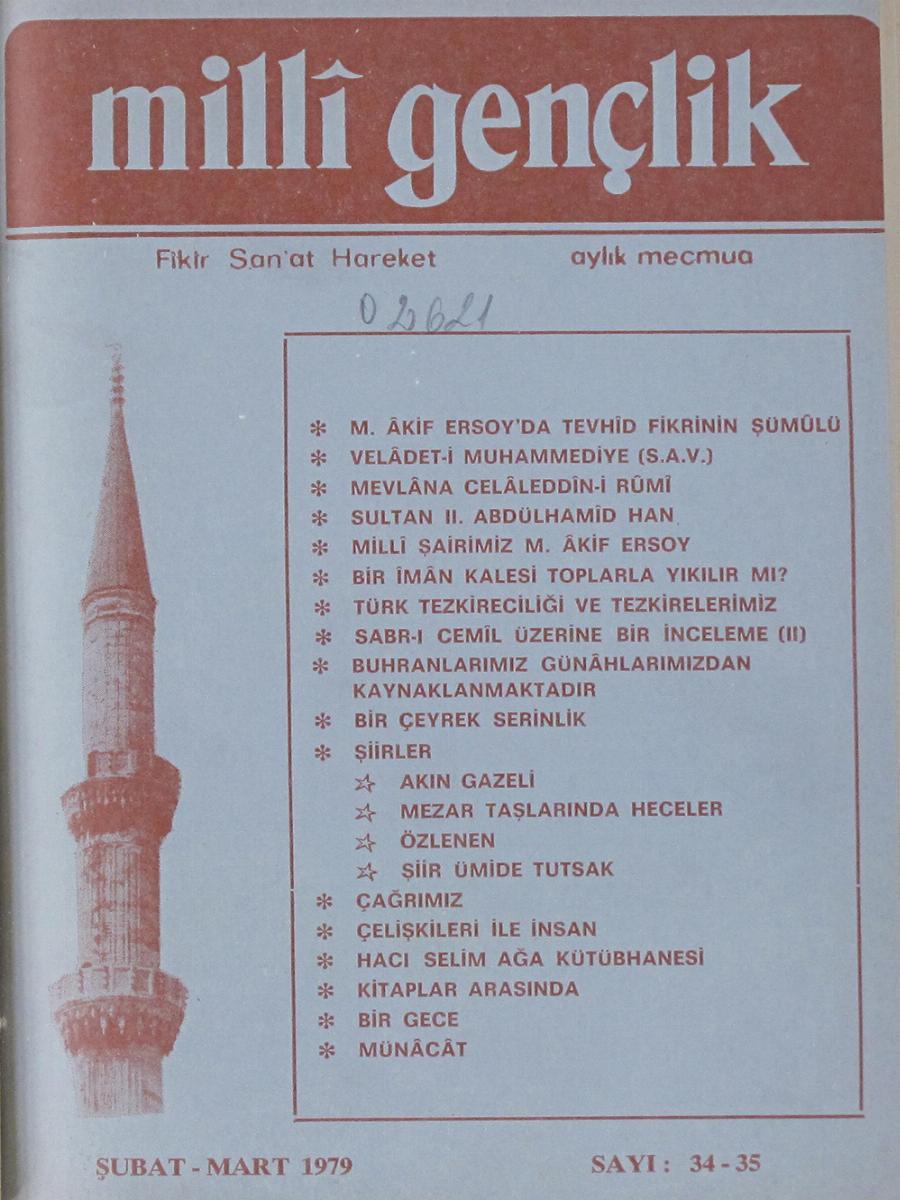 millî gençlik
Fikir San'at Hareket aylık mecmua
0 2621
* M. ÂKİF ERSOY'DA TEVHÎD FİKRİNİN ŞÜMÛLÜ
* VELÂDET-İ MUHAMMEDİYE (S.A.V.)
* MEVLÂNA CELÂLEDDÎN-İ RÛMÎ
* SULTAN II. ABDÜLHAMÎD HAN
* MİLLÎ ŞAİRİMİZ M. ÂKİF ERSOY
* BİR ÎMÂN KALESİ TOPLARLA YIKILIR MI?
* TÜRK TEZKİRECİLİĞİ VE TEZKİRELERİMİZ
* SABR-I CEMÎL ÜZERİNE BİR İNCELEME (II)
* BUHRANLARIMIZ GÜNÂHLARIMIZDAN
KAYNAKLANMAKTADIR
* BİR ÇEYREK SERİNLİK
* ŞİİRLER
☆ AKIN GAZELİ
☆ MEZAR TAŞLARINDA HECELER
☆ ÖZLENEN
☆ ŞİİR ÜMİDE TUTSAK
* ÇAĞRIMIZ
* ÇELİŞKİLERİ İLE İNSAN
* HACI SELİM AĞA KÜTÜBHANESİ
* KİTAPLAR ARASINDA
* BİR GECE
* MÜNÂCÂT
ŞUBAT - MART 1979 SAYI : 34 - 35